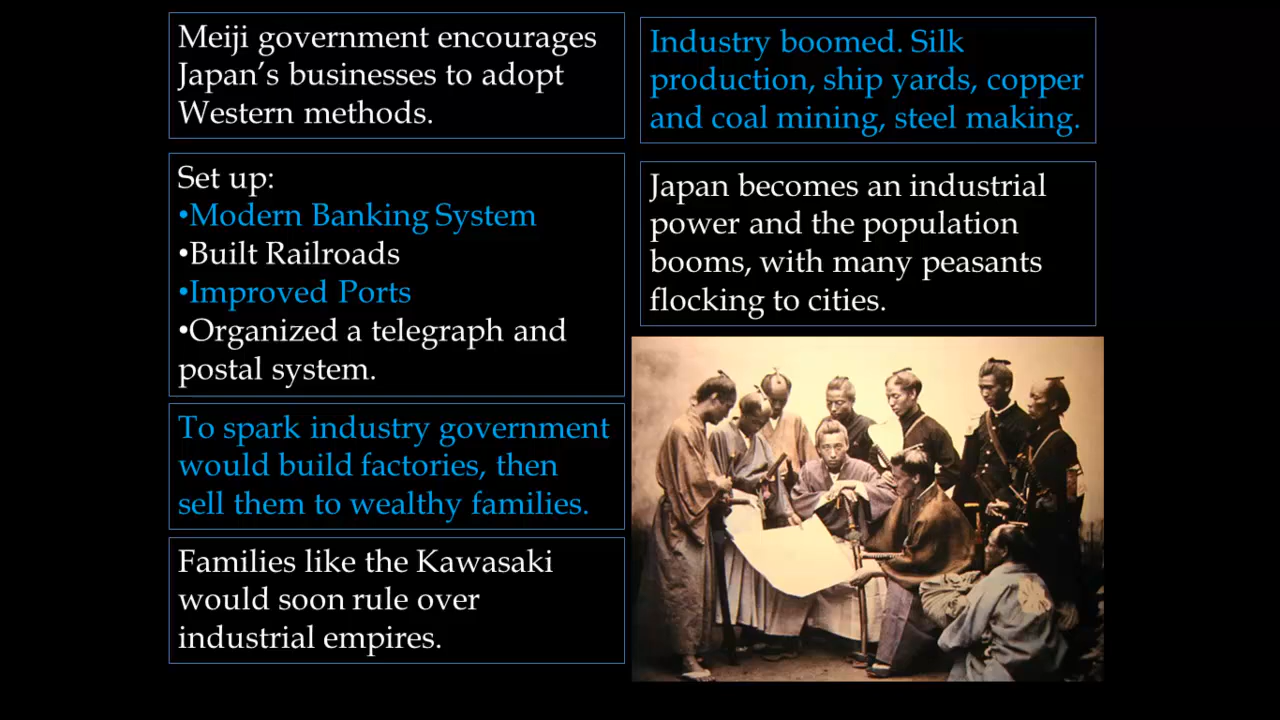 Meiji government encourages
Japan’s businesses to adopt
Western methods.
Set up:
•Modern Banking System
•Built Railroads
•Improved Ports
•Organized a telegraph and
postal system.
To spark industry government
would build factories, then
sell them to wealthy families.
Families like the Kawasaki
would soon rule over
industrial empires.
Industry boomed. Silk
production, ship yards, copper
and coal mining, steel making.
Japan becomes an industrial
power and the population
booms, with many peasants
flocking to cities.